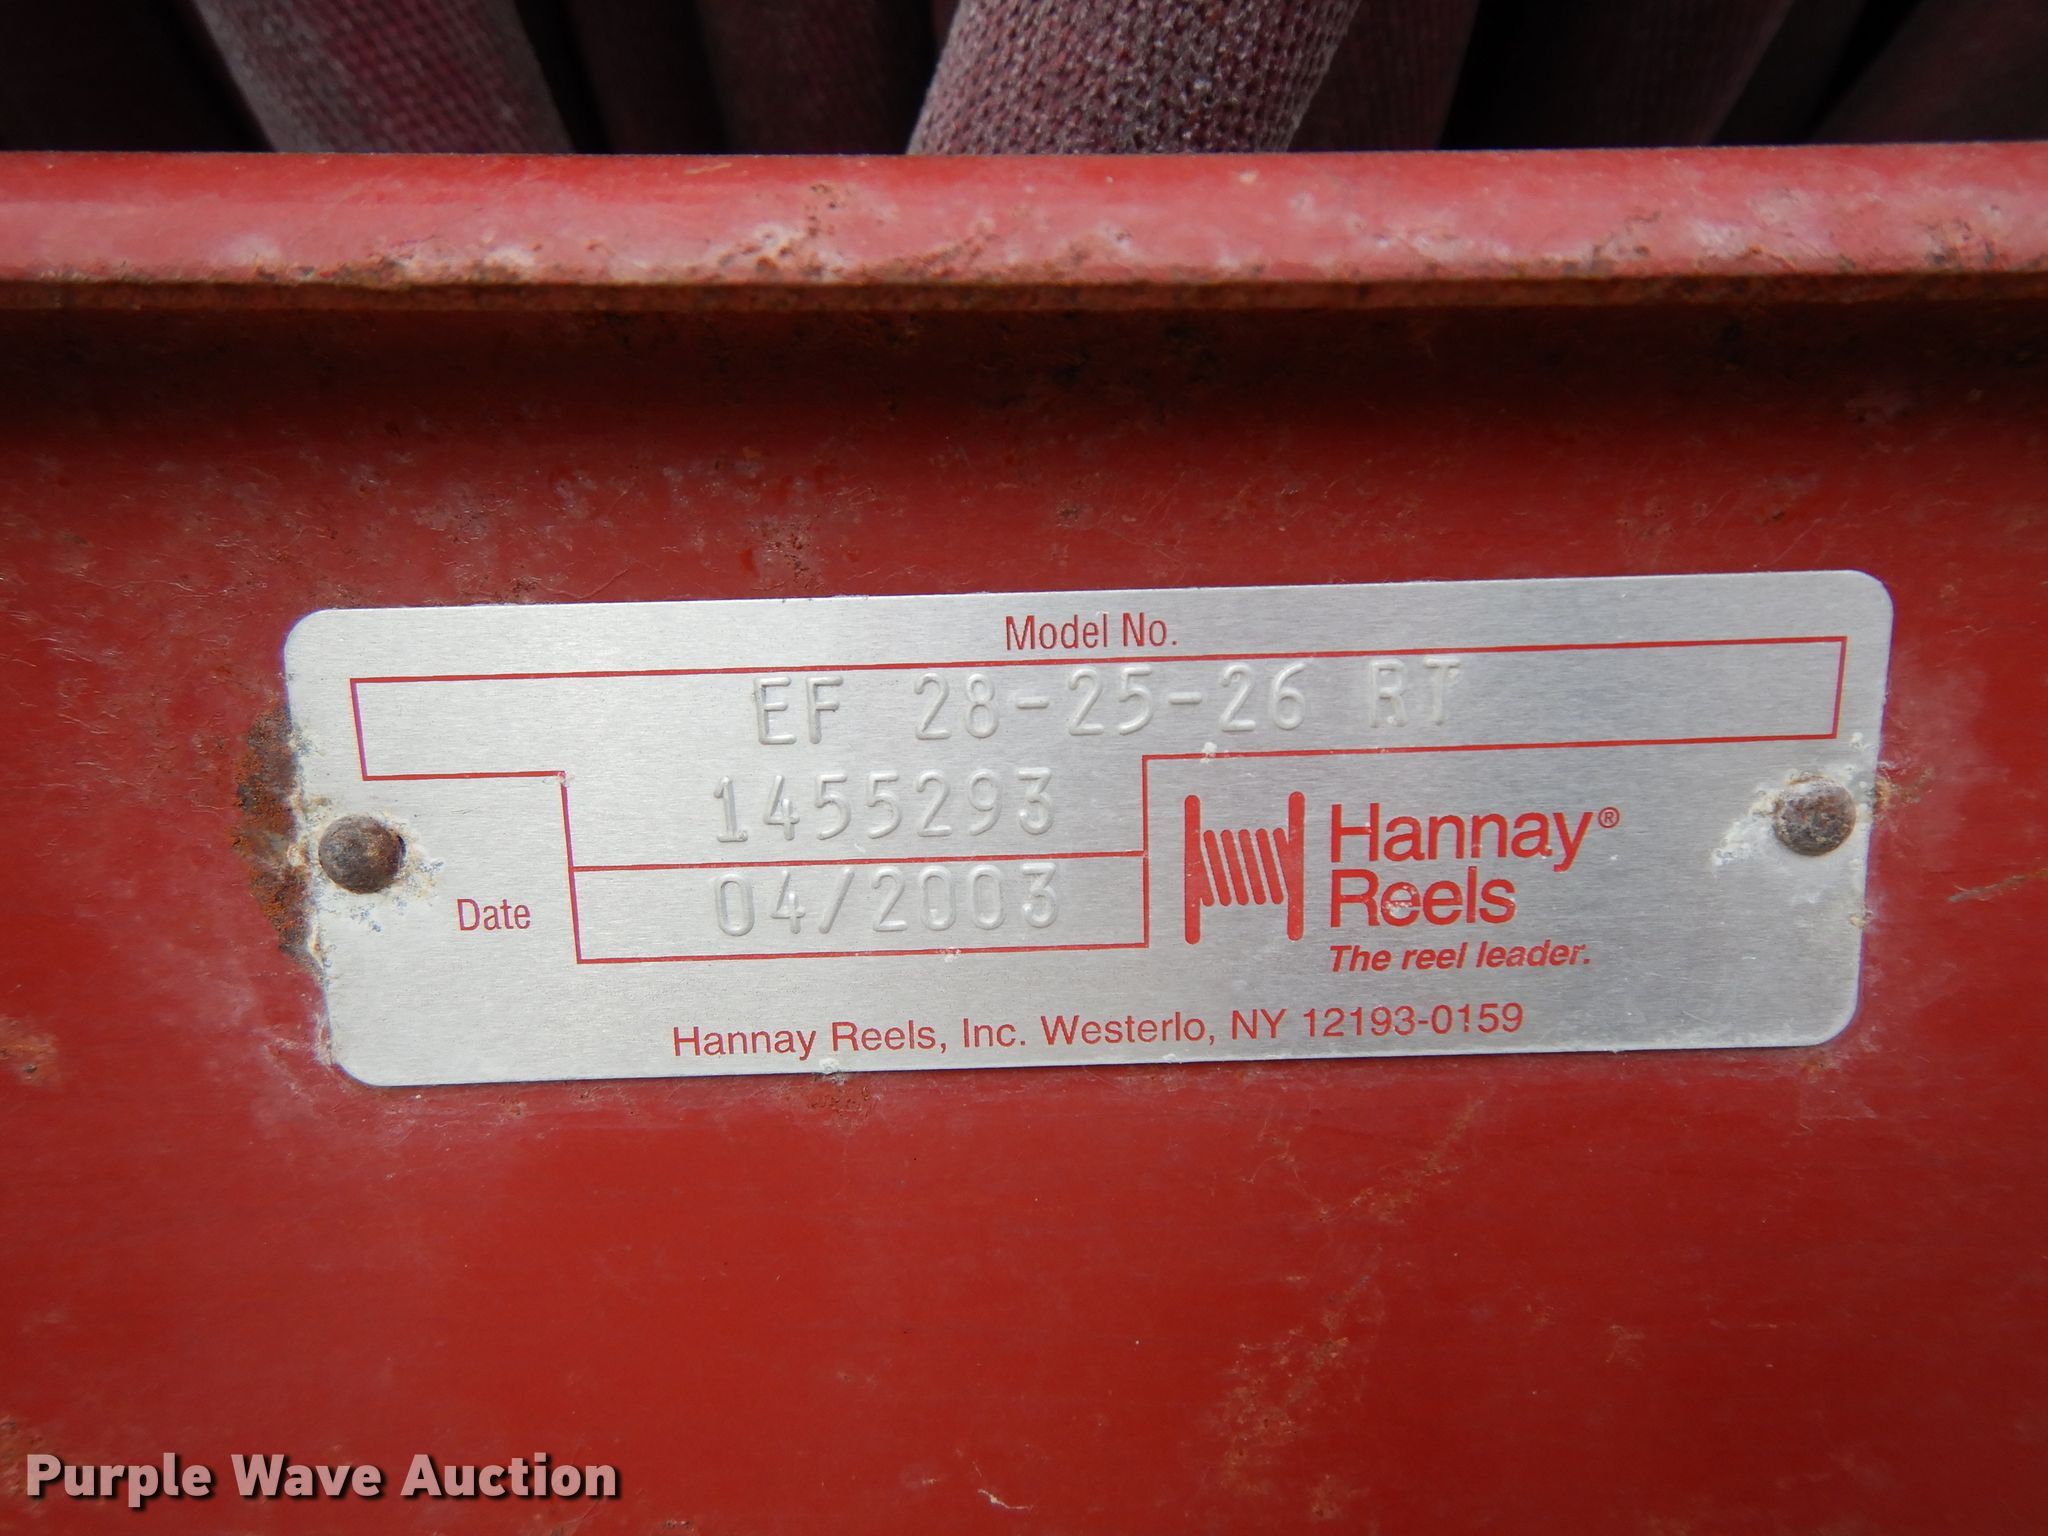 Model No.
EF 28-25-26 RT
1455293
Date 04/2003
Hannay®
Reels
The reel leader.
Hannay Reels, Inc. Westerlo, NY 12193-0159
Purple Wave Auction